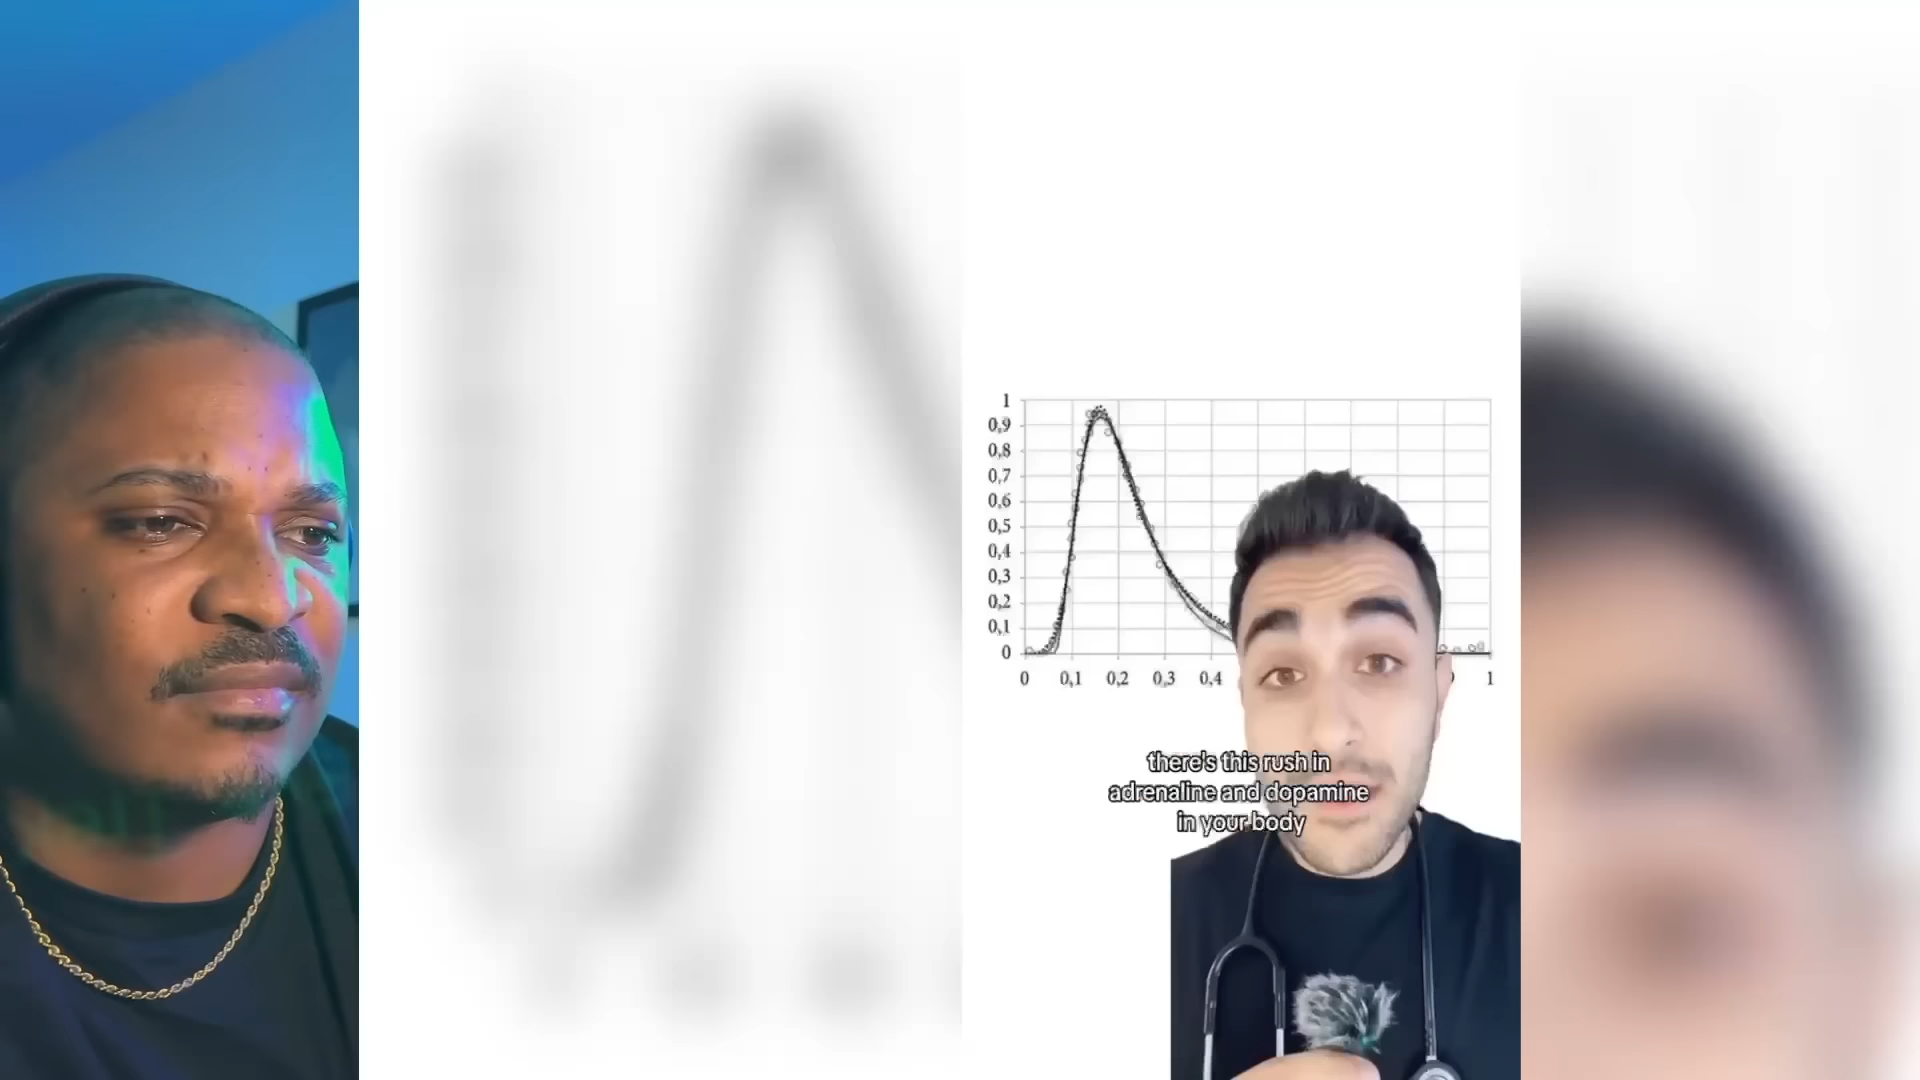 1
0,9
0,8
0,7
0,6
0,5
0,4
0,3
0,2
0,1
0
0 0,1 0,2 0,3 0,4 1
there's this rush in
adrenaline and dopamine
in your body